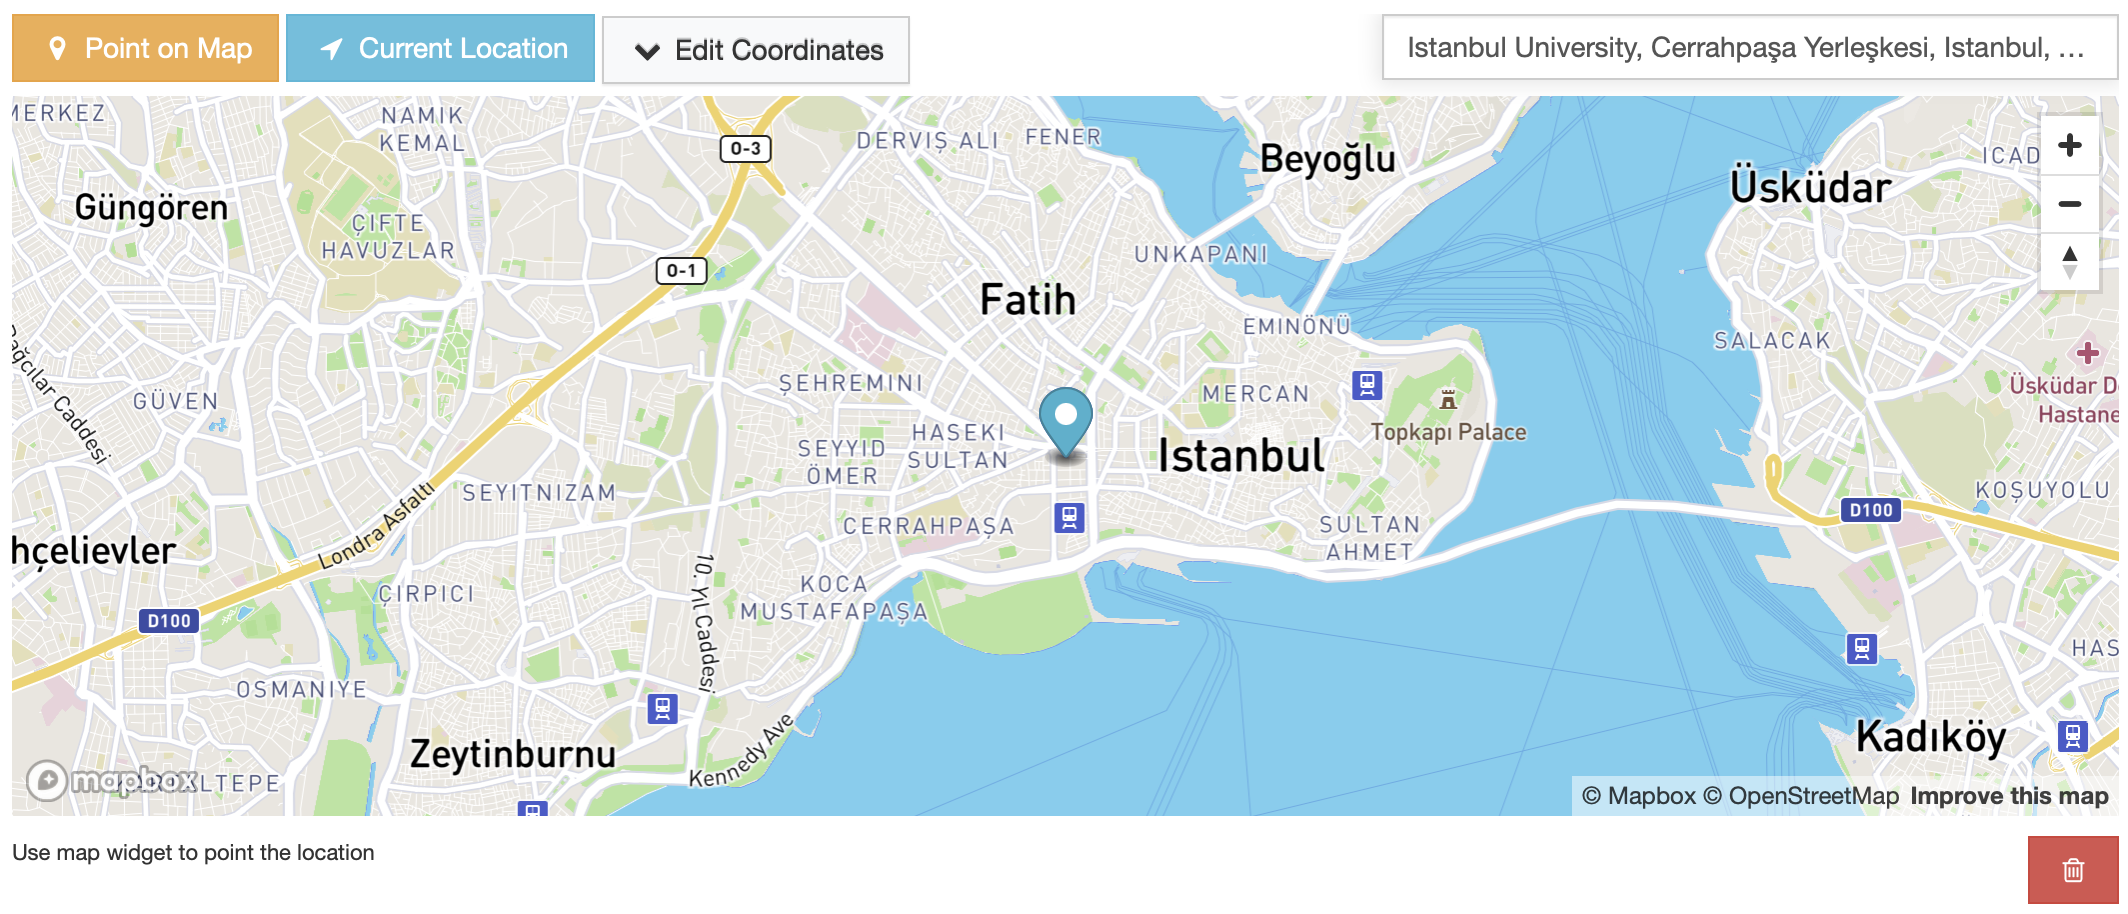 Point on Map
Current Location
Edit Coordinates
Istanbul University, Cerrahpaşa Yerleşkesi, Istanbul, …
MERKEZ
NAMIK
KEMAL
O-3
DERVIŞ ALI
FENER
Beyoğlu
Üsküdar
ICAD
Güngören
ÇIFTE
HAVUZLAR
O-1
UNKAPANI
Fatih
EMINÖNÜ
SALACAK
Bağcılar Caddesi
GÜVEN
ŞEHREMINI
MERCAN
Üsküdar De
Hastane
Topkapı Palace
SEYYID
ÖMER
HASEKI
SULTAN
Istanbul
SEYITNIZAM
Londra Asfaltı
KOŞUYOLU
D100
CERRAHPAŞA
SULTAN
AHMET
hçelievler
10. Yıl Caddesi
ÇIRPICI
KOCA
MUSTAFAPAŞA
D100
HAS
OSMANIYE
Kennedy Ave
Zeytinburnu
Kadıköy
mapbox
LTEPE
© Mapbox © OpenStreetMap Improve this map
Use map widget to point the location